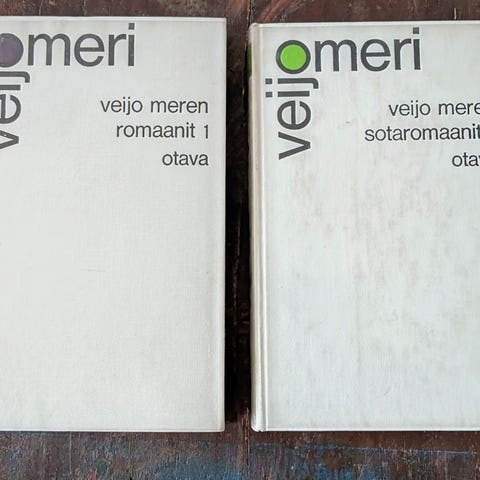 veijo
meri
veijo meren
romaanit 1
otava
veijo
meri
veijo mere
sotaromaanit
otav